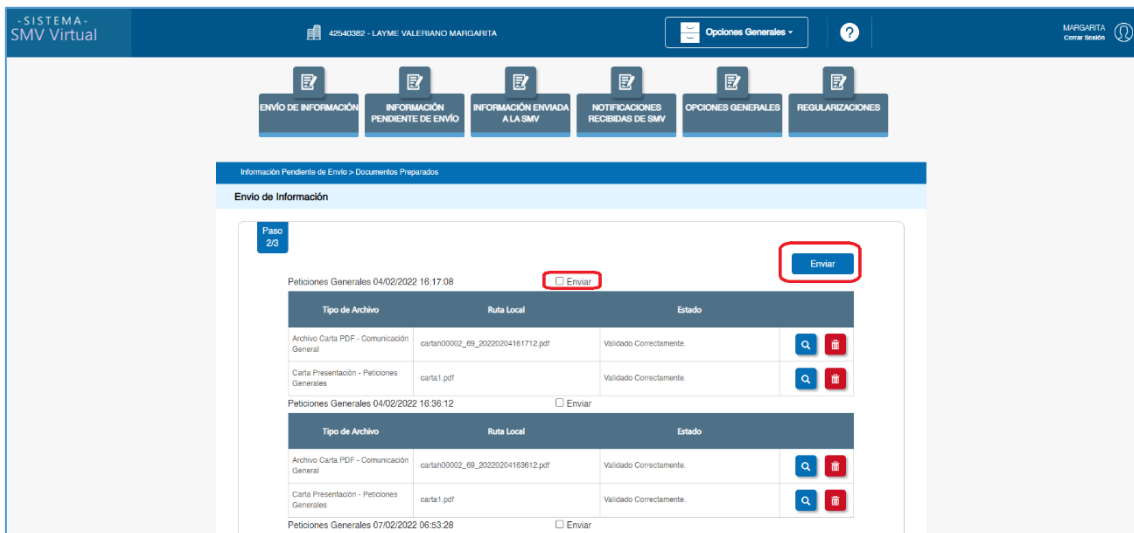 -SISTEMA-
SMV Virtual
42540382 - LAYME VALERIANO MARGARITA
Opciones Generales
?
MARGARITA
Cerrar Sesión
ENVÍO DE INFORMACIÓN
INFORMACIÓN
PENDIENTE DE ENVÍO
INFORMACIÓN ENVIADA
A LA SMV
NOTIFICACIONES
RECIBIDAS DE SMV
OPCIONES GENERALES
REGULARIZACIONES
Información Pendiente de Envío > Documentos Preparados
Envio de Información
Paso
2/3
Enviar
Peticiones Generales 04/02/2022 16:17:08 Enviar
Tipo de Archivo Ruta Local Estado
Archivo Carta PDF - Comunicación
General
cartah00002_69_20220204161712.pdf
Validado Correctamente.
Carta Presentación - Peticiones
Generales
carta1.pdf
Validado Correctamente.
Peticiones Generales 04/02/2022 16:36:12 Enviar
Tipo de Archivo Ruta Local Estado
Archivo Carta PDF - Comunicación
General
cartah00002_69_20220204163612.pdf
Validado Correctamente.
Carta Presentación - Peticiones
Generales
carta1.pdf
Validado Correctamente.
Peticiones Generales 07/02/2022 06:53:28 Enviar